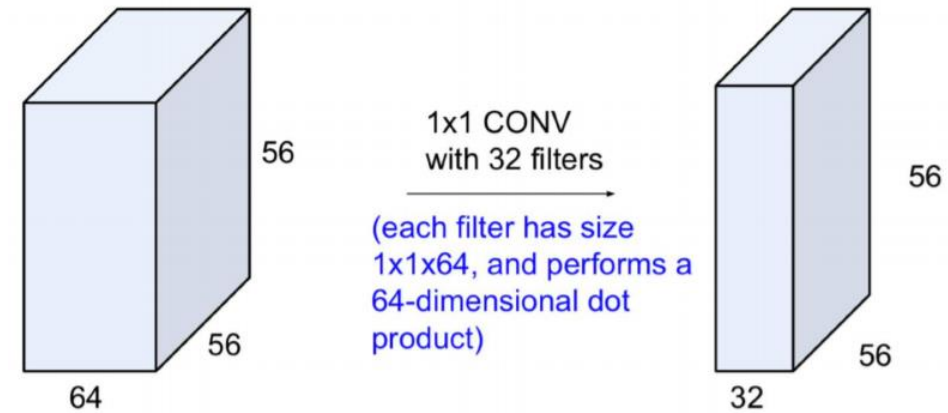 56
56
64
1x1 CONV
with 32 filters
(each filter has size
1x1x64, and performs a
64-dimensional dot
product)
56
56
32